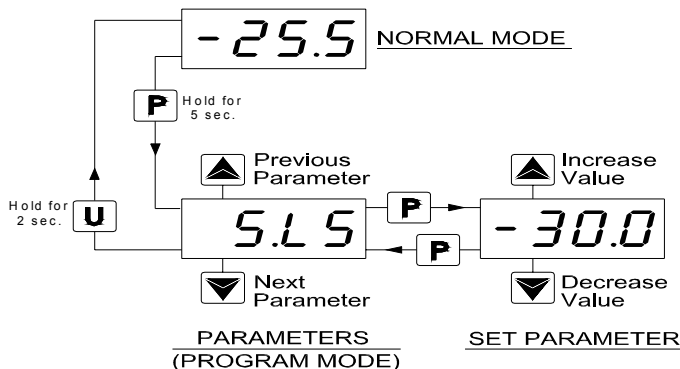 -25.5
NORMAL MODE
P
Hold for
5 sec.
Previous
Parameter
Increase
Value
Hold for
2 sec.
U
S.LS
P
P
-30.0
Next
Parameter
Decrease
Value
PARAMETERS
(PROGRAM MODE)
SET PARAMETER